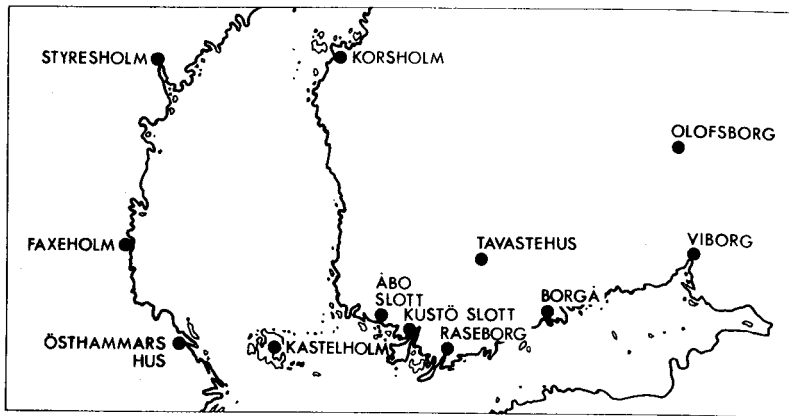 STYRESHOLM
KORSHOLM
OLOFSBORG
FAXEHOLM
TAVASTEHUS
VIBORG
ÅBO
SLOTT
KUSTÖ SLOTT
BORGÅ
RASEBORG
ÖSTHAMMARS
HUS
KASTELHOLM